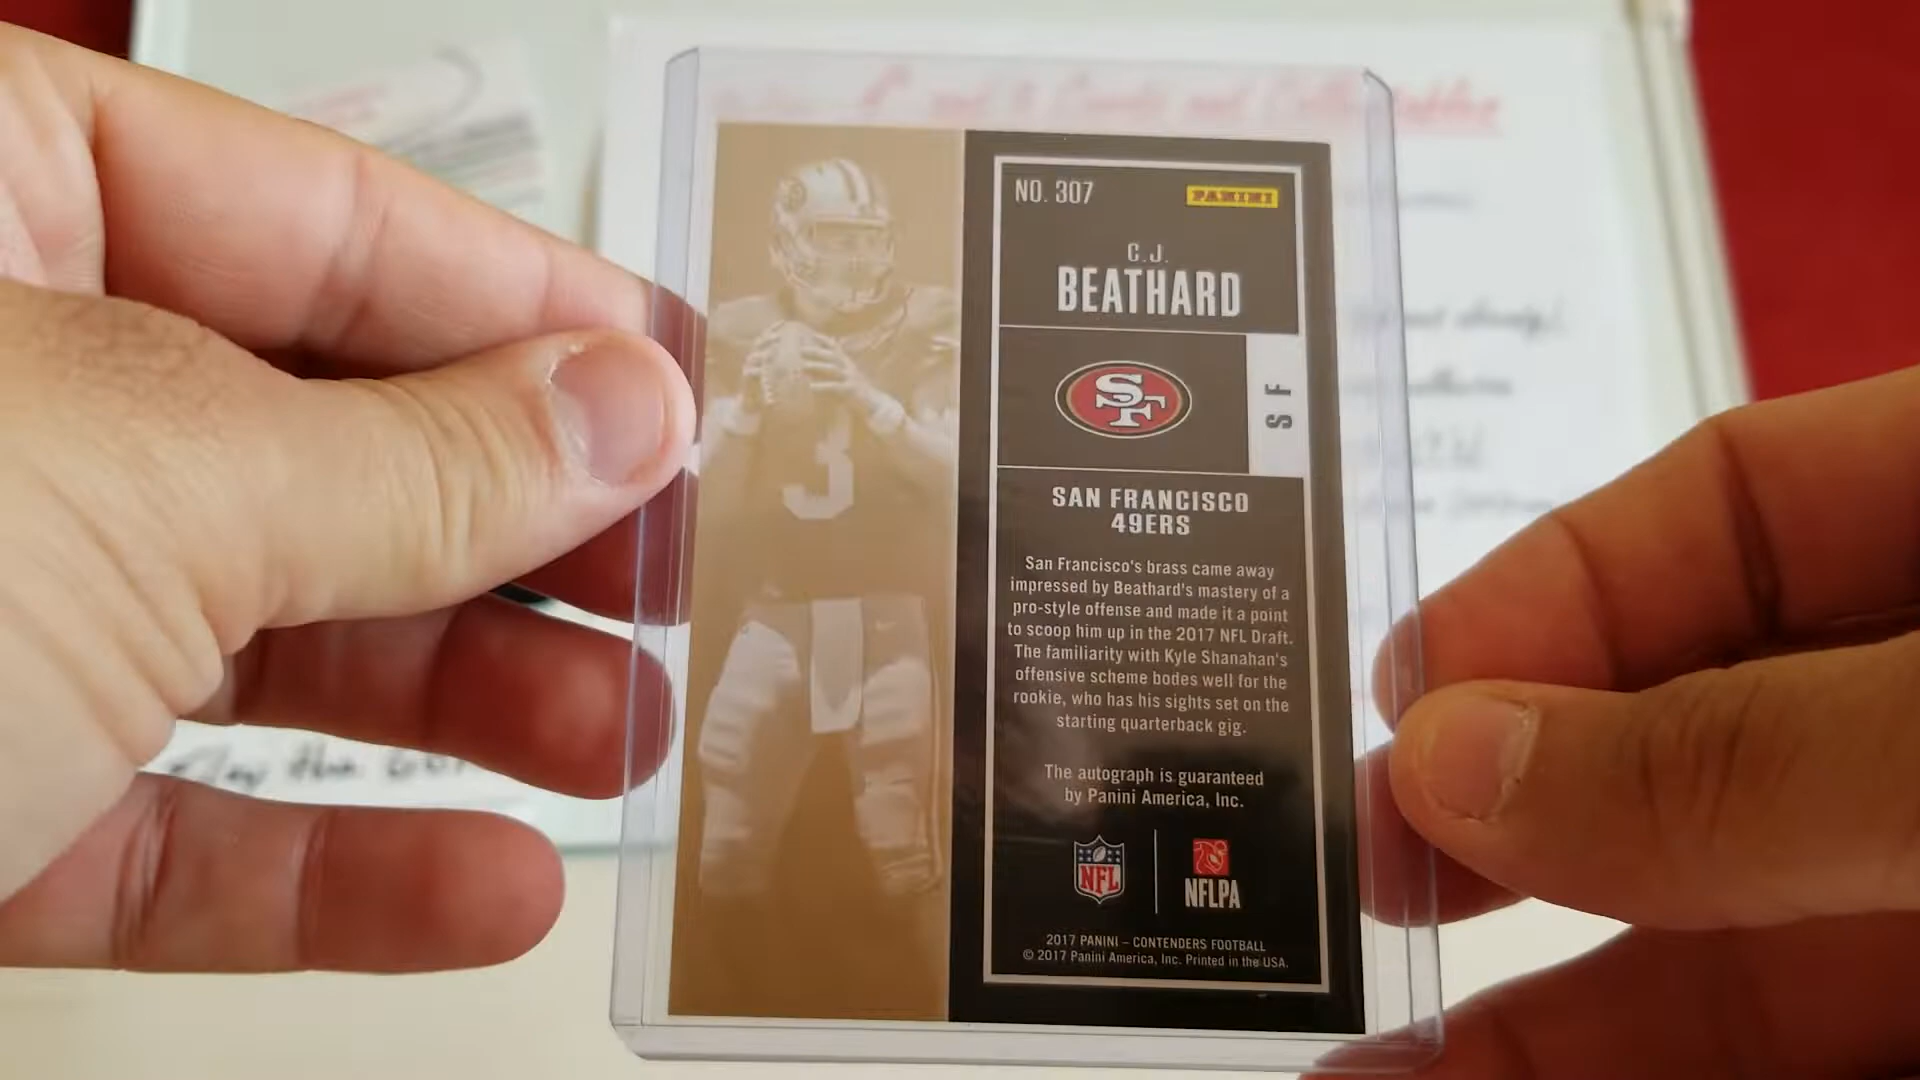 NO. 307
PANINI
C.J.
BEATHARD
SF
S F
SAN FRANCISCO
49ERS
San Francisco's brass came away
impressed by Beathard's mastery of a
pro-style offense and made it a point
to scoop him up in the 2017 NFL Draft.
The familiarity with Kyle Shanahan's
offensive scheme bodes well for the
rookie, who has his sights set on the
starting quarterback gig.
The autograph is guaranteed
by Panini America, Inc.
NFL
NFLPA
2017 PANINI – CONTENDERS FOOTBALL
© 2017 Panini America, Inc. Printed in the USA.
3